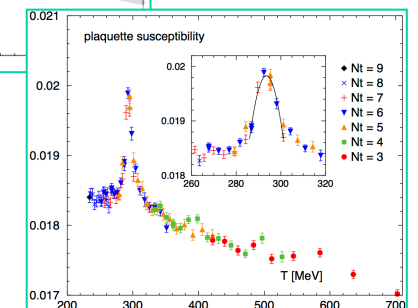 0.021
plaquette susceptibility
0.02
0.019
0.018
0.017
200
300
400
500
600
700
T [MeV]
0.02
0.019
0.018
260
280
300
320
Nt = 9
Nt = 8
Nt = 7
Nt = 6
Nt = 5
Nt = 4
Nt = 3